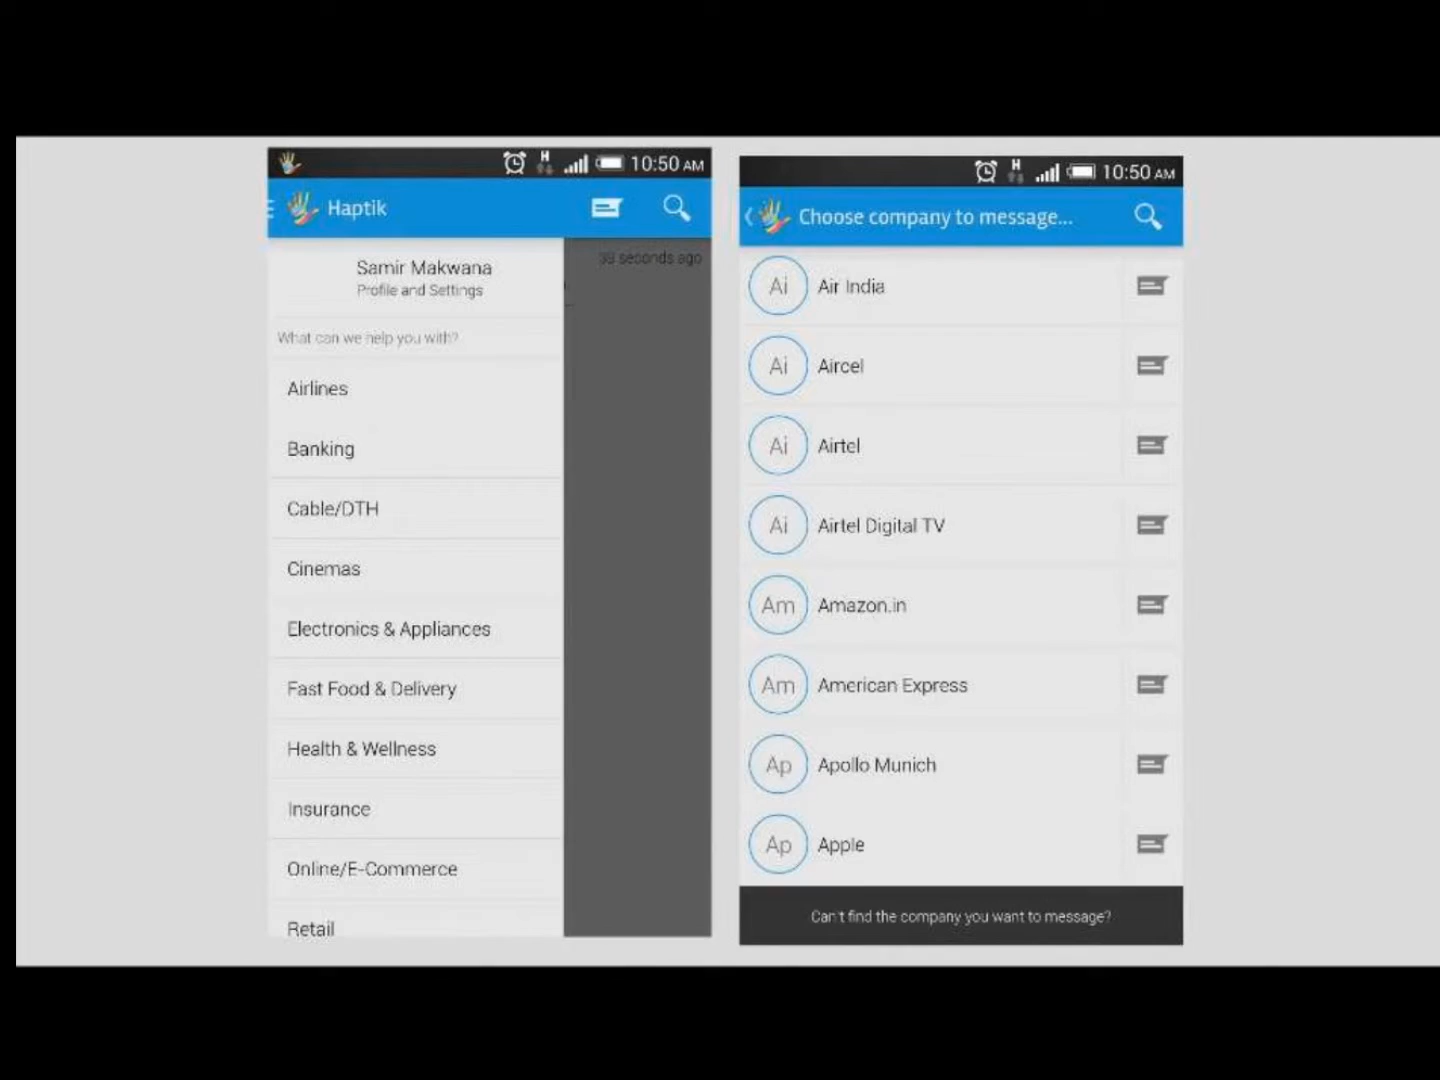 10:50 AM
Haptik
Samir Makwana
Profile and Settings
33 seconds ago
What can we help you with?
Airlines
Banking
Cable/DTH
Cinemas
Electronics & Appliances
Fast Food & Delivery
Health & Wellness
Insurance
Online/E-Commerce
Retail
H
10:50 AM
Choose company to message...
Ai Air India
Ai Aircel
Ai Airtel
Ai Airtel Digital TV
Am Amazon.in
Am American Express
Ap Apollo Munich
Ap Apple
Can't find the company you want to message?